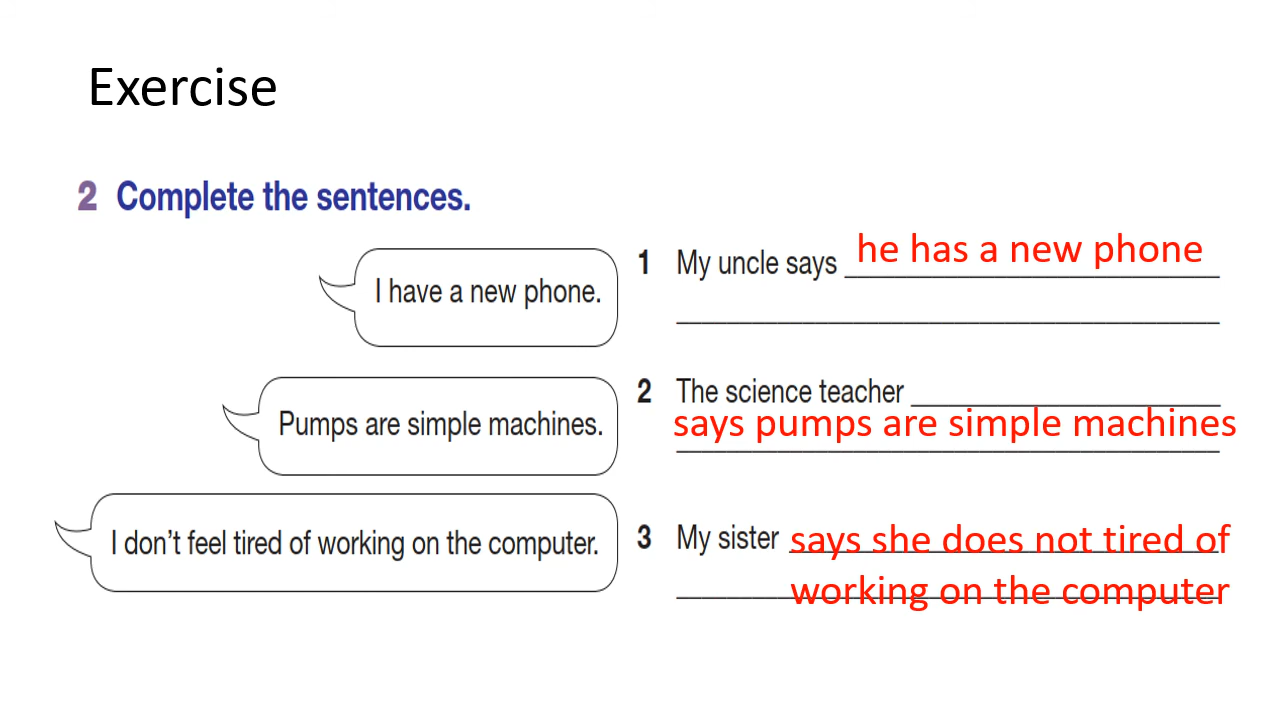 Exercise
2 Complete the sentences.
I have a new phone.
1 My uncle says he has a new phone
Pumps are simple machines.
2 The science teacher
says pumps are simple machines
I don't feel tired of working on the computer.
3 My sister says she does not tired of
working on the computer